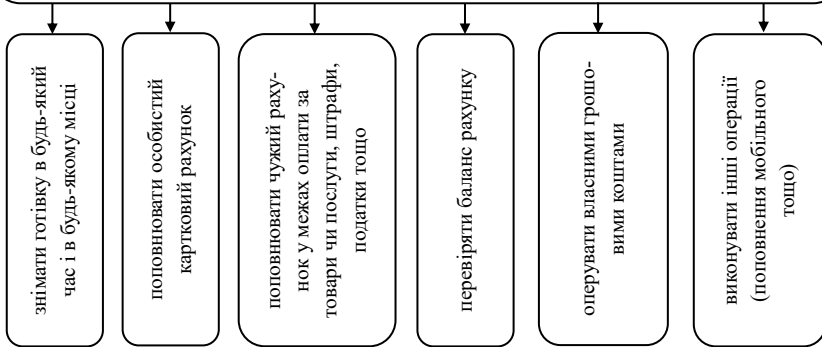 знімати готівку в будь-який
час і в будь-якому місці
поповнювати особистий
картковий рахунок
поповнювати чужий раху-
нок у межах оплати за
товари чи послуги, штрафи,
податки тощо
перевіряти баланс рахунку
оперувати власними грошо-
вими коштами
виконувати інші операції
(поповнення мобільного
тощо)